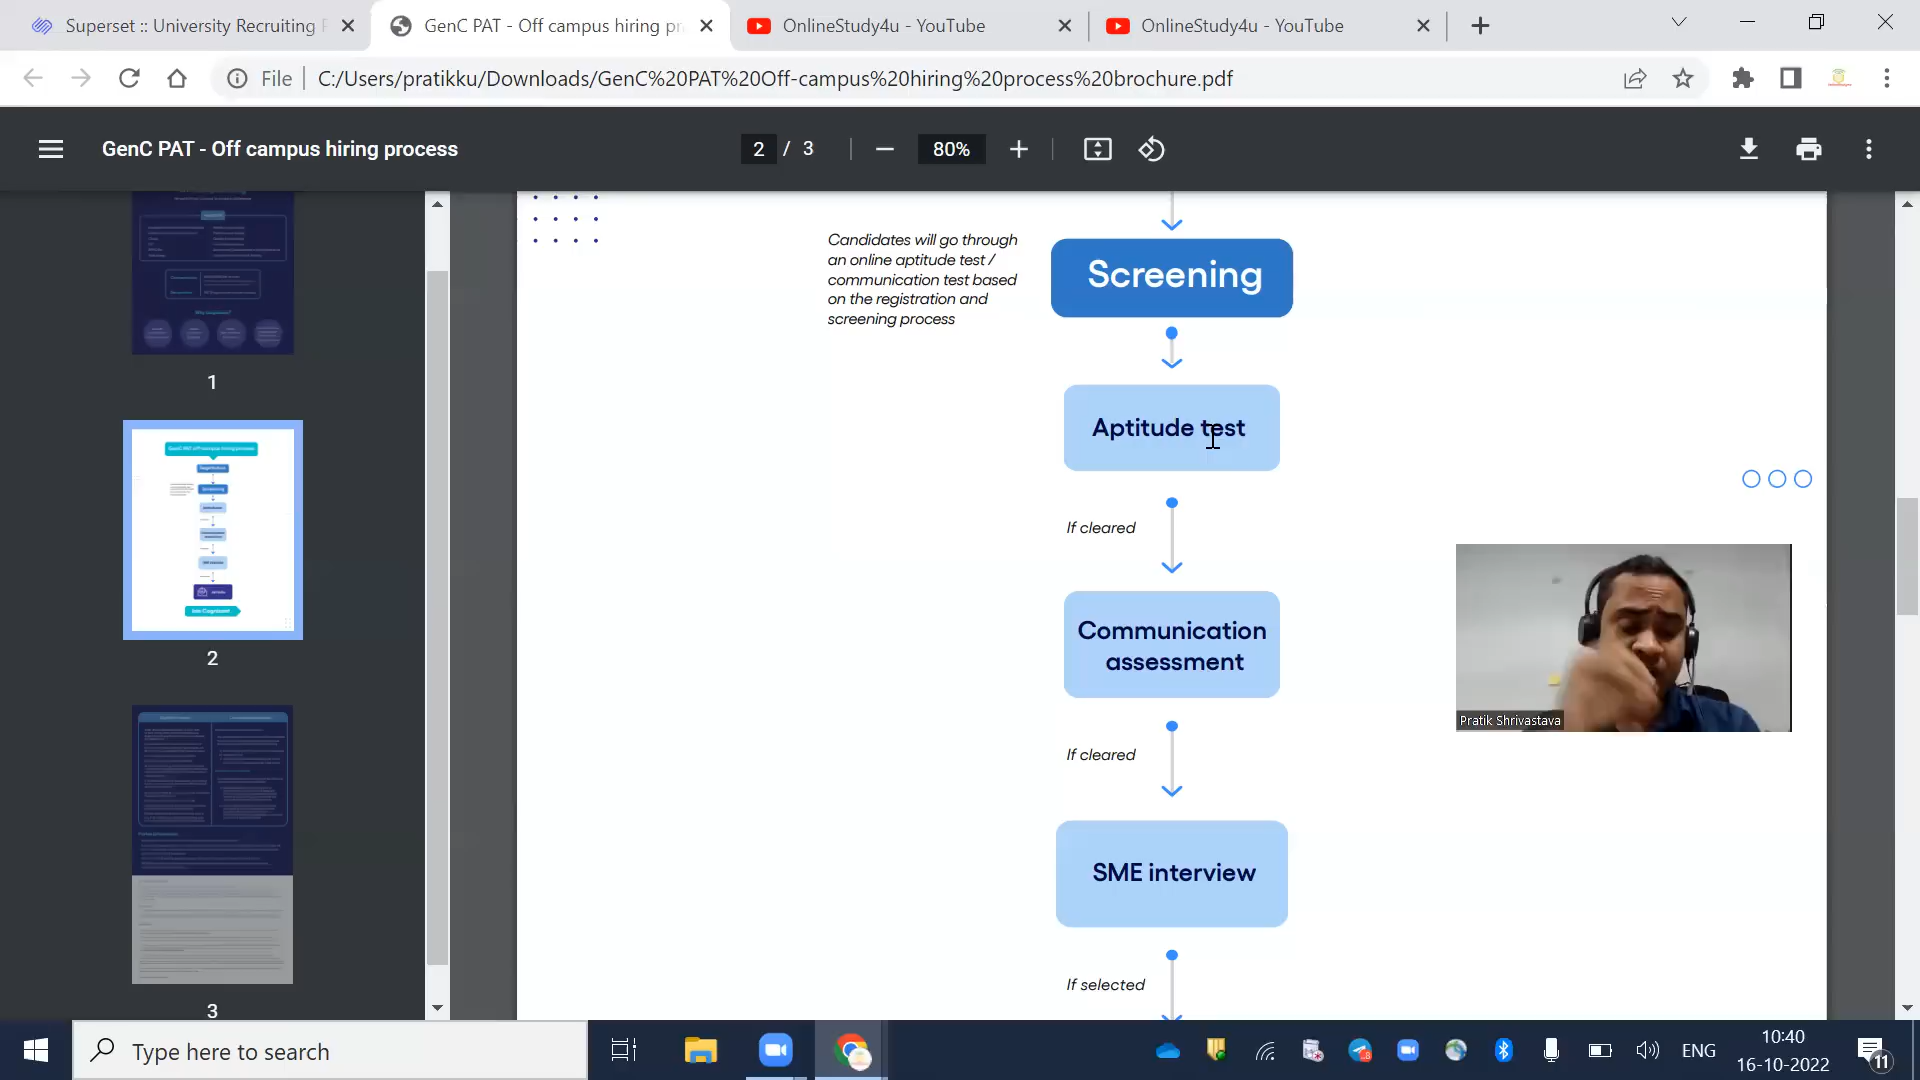 Superset :: University Recruiting
GenC PAT - Off campus hiring pr
OnlineStudy4u - YouTube
OnlineStudy4u - YouTube
File
C:/Users/pratikku/Downloads/GenC%20PAT%20Off-campus%20hiring%20process%20brochure.pdf
GenC PAT - Off campus hiring process
2 / 3
80%
1
2
3
Candidates will go through
an online aptitude test /
communication test based
on the registration and
screening process
Screening
Aptitude test
If cleared
Communication
assessment
If cleared
SME interview
If selected
Pratik Shrivastava
Type here to search
ENG
10:40
16-10-2022
11